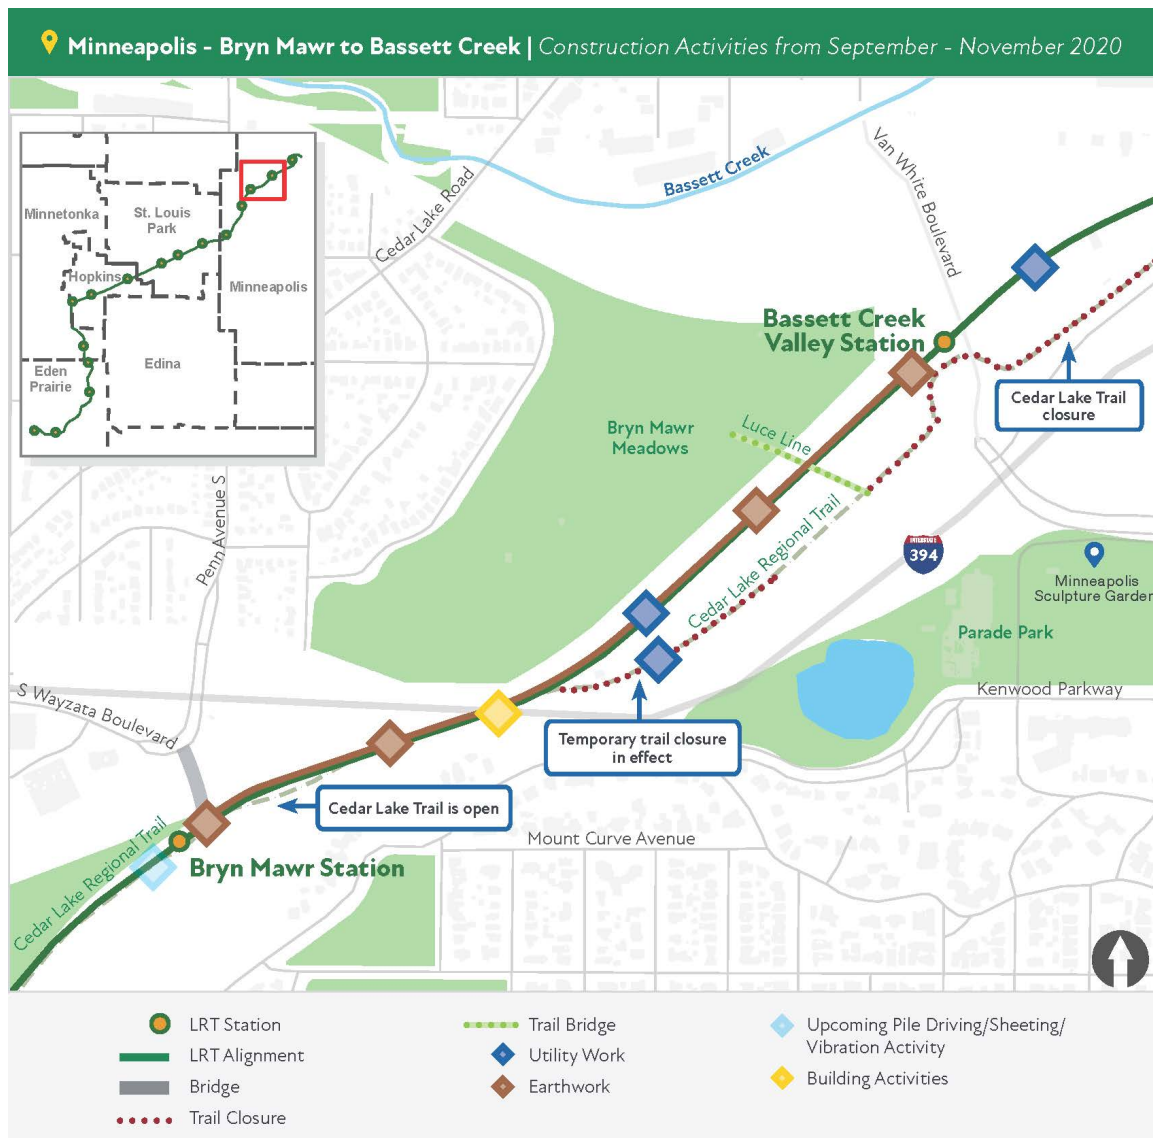 Minneapolis - Bryn Mawr to Bassett Creek | Construction Activities from September - November 2020
Minnetonka
St. Louis
Park
Hopkins
Minneapolis
Eden
Prairie
Edina
Cedar Lake Road
Bassett Creek
Van White Boulevard
Bassett Creek
Valley Station
Cedar Lake Trail
closure
Bryn Mawr
Meadows
Luce Line
Cedar Lake Regional Trail
INTERSTATE
394
Penn Avenue S
Minneapolis
Sculpture Garden
Parade Park
Kenwood Parkway
S Wayzata Boulevard
Temporary trail closure
in effect
Cedar Lake Trail is open
Mount Curve Avenue
Cedar Lake Regional Trail
Bryn Mawr Station
LRT Station
LRT Alignment
Bridge
Trail Closure
Trail Bridge
Utility Work
Earthwork
Upcoming Pile Driving/Sheeting/
Vibration Activity
Building Activities